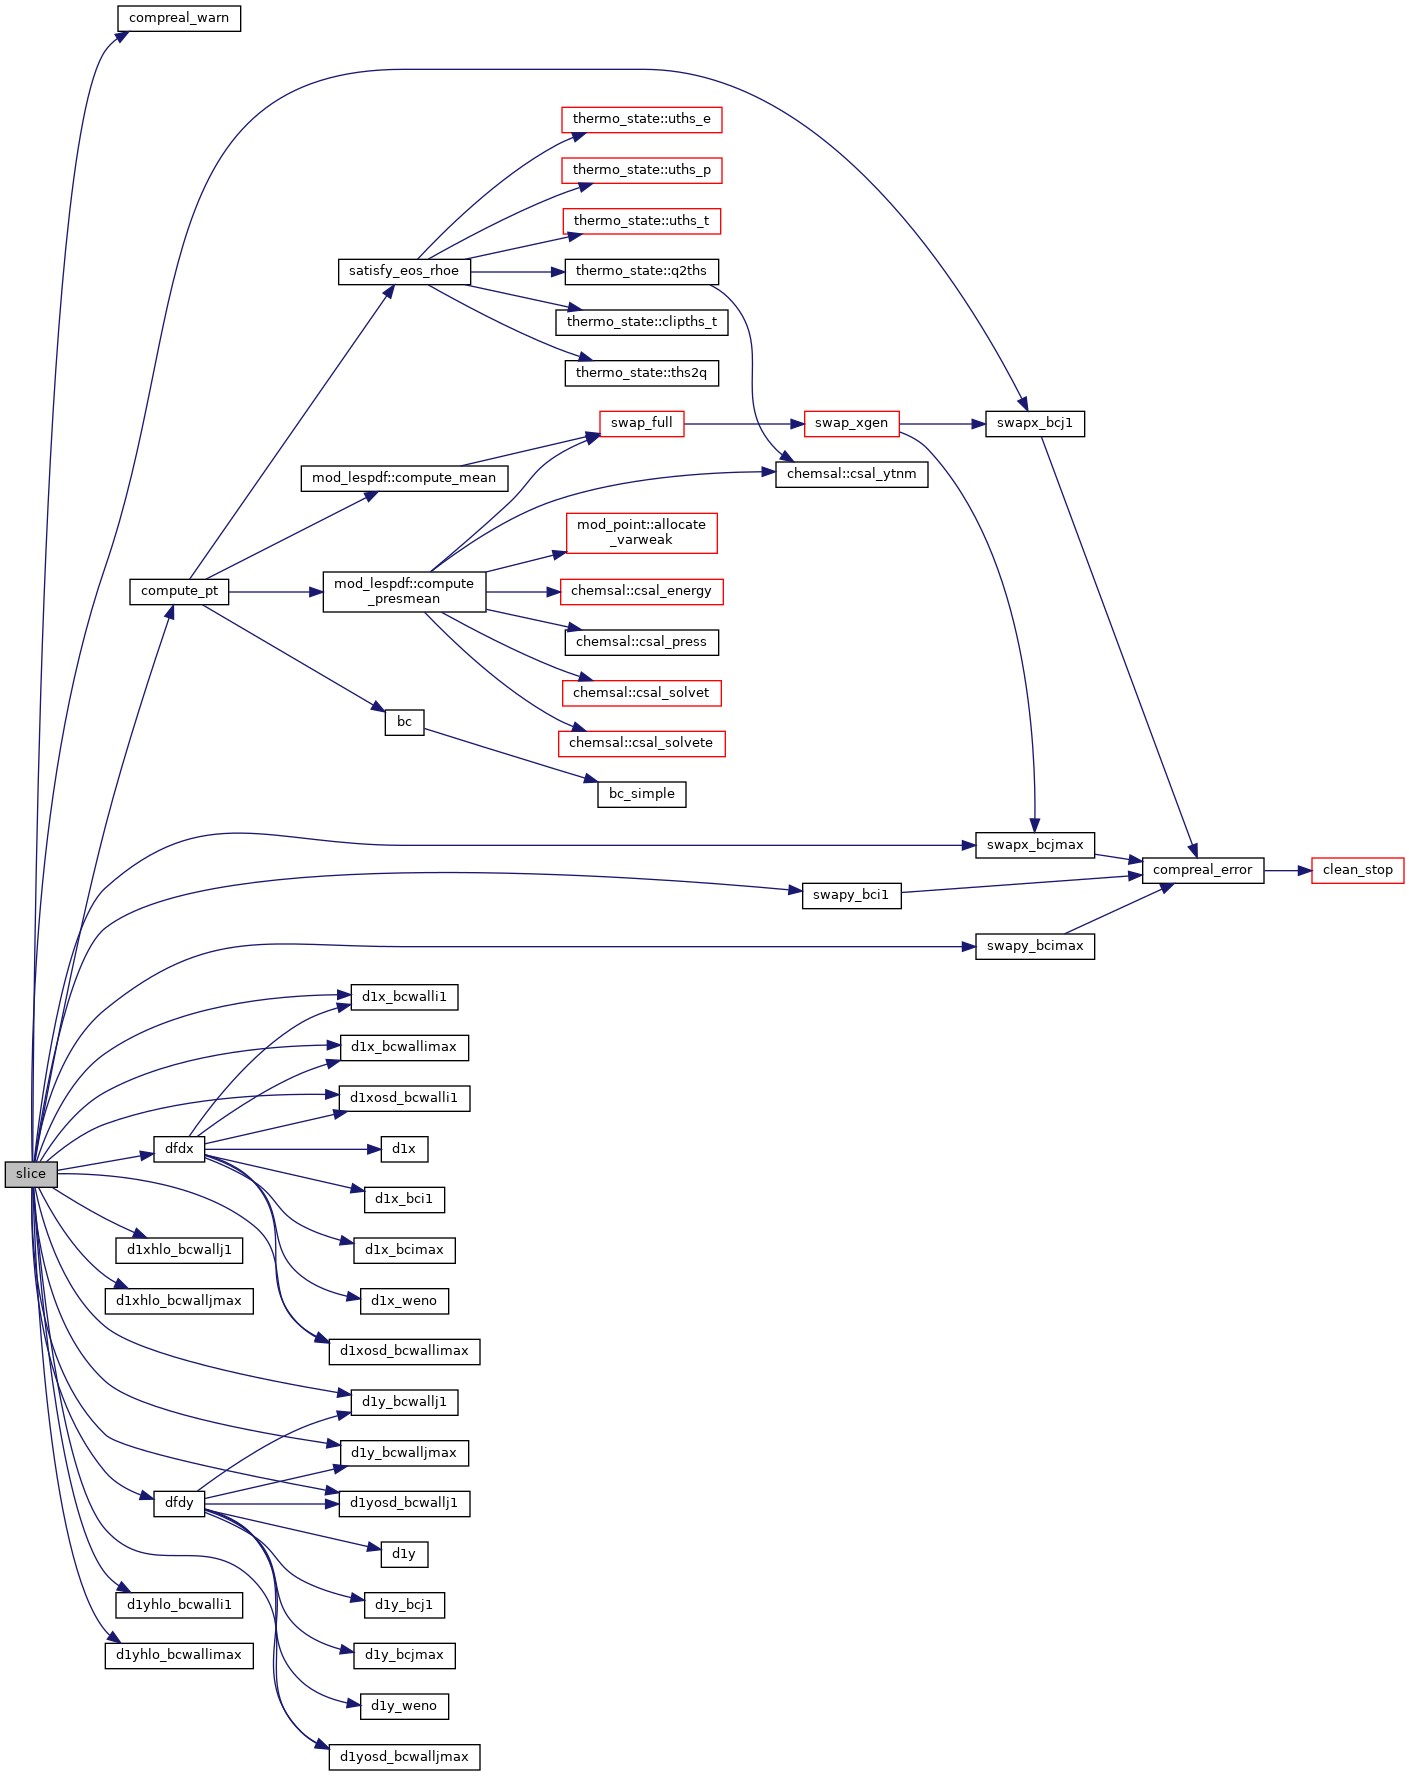 compreal_warn
thermo_state::uths_e
thermo_state::uths_p
thermo_state::uths_t
satisfy_eos_rhoe
thermo_state::q2ths
thermo_state::clipths_t
thermo_state::ths2q
swap_full
swap_xgen
swapx_bcj1
mod_lespdf::compute_mean
chemsal::csal_ytnm
mod_point::allocate
_varweak
compute_pt
mod_lespdf::compute
_presmean
chemsal::csal_energy
chemsal::csal_press
chemsal::csal_solvet
bc
chemsal::csal_solvete
bc_simple
swapx_bcjmax
compreal_error
clean_stop
swapy_bci1
swapy_bcimax
d1x_bcwalli1
d1x_bcwallimax
d1xosd_bcwalli1
dfdx
d1x
slice
d1x_bci1
d1xhlo_bcwallj1
d1x_bcimax
d1xhlo_bcwalljmax
d1x_weno
d1xosd_bcwallimax
d1y_bcwallj1
d1y_bcwalljmax
dfdy
d1yosd_bcwallj1
d1y
d1yhlo_bcwalli1
d1y_bcj1
d1yhlo_bcwallimax
d1y_bcjmax
d1y_weno
d1yosd_bcwalljmax